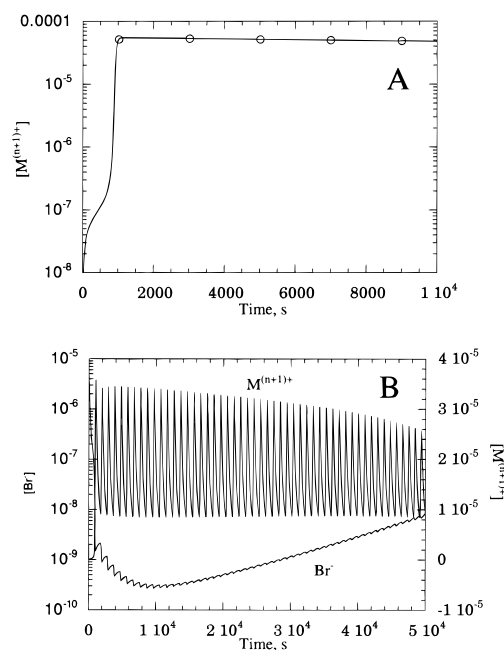 0.0001
10-5
10-6
10-7
10-8
[M(n+1)+]
A
0 2000 4000 6000 8000 1 104
Time, s
10-5
10-6
10-7
10-8
10-9
10-10
[Br]
M(n+1)+
B
Br-
4 10-5
3 10-5
2 10-5
1 10-5
0
-1 10-5
[M(n+1)+]
0 1 104 2 104 3 104 4 104 5 104
Time, s